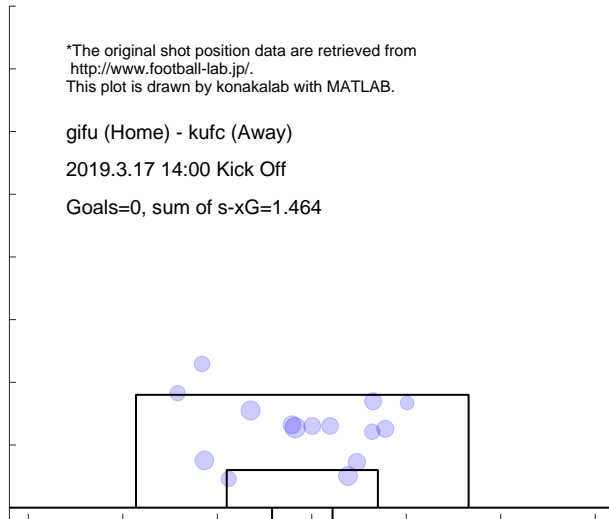 *The original shot position data are retrieved from
http://www.football-lab.jp/.
This plot is drawn by konakalab with MATLAB.
gifu (Home) - kufc (Away)
2019.3.17 14:00 Kick Off
Goals=0, sum of s-xG=1.464